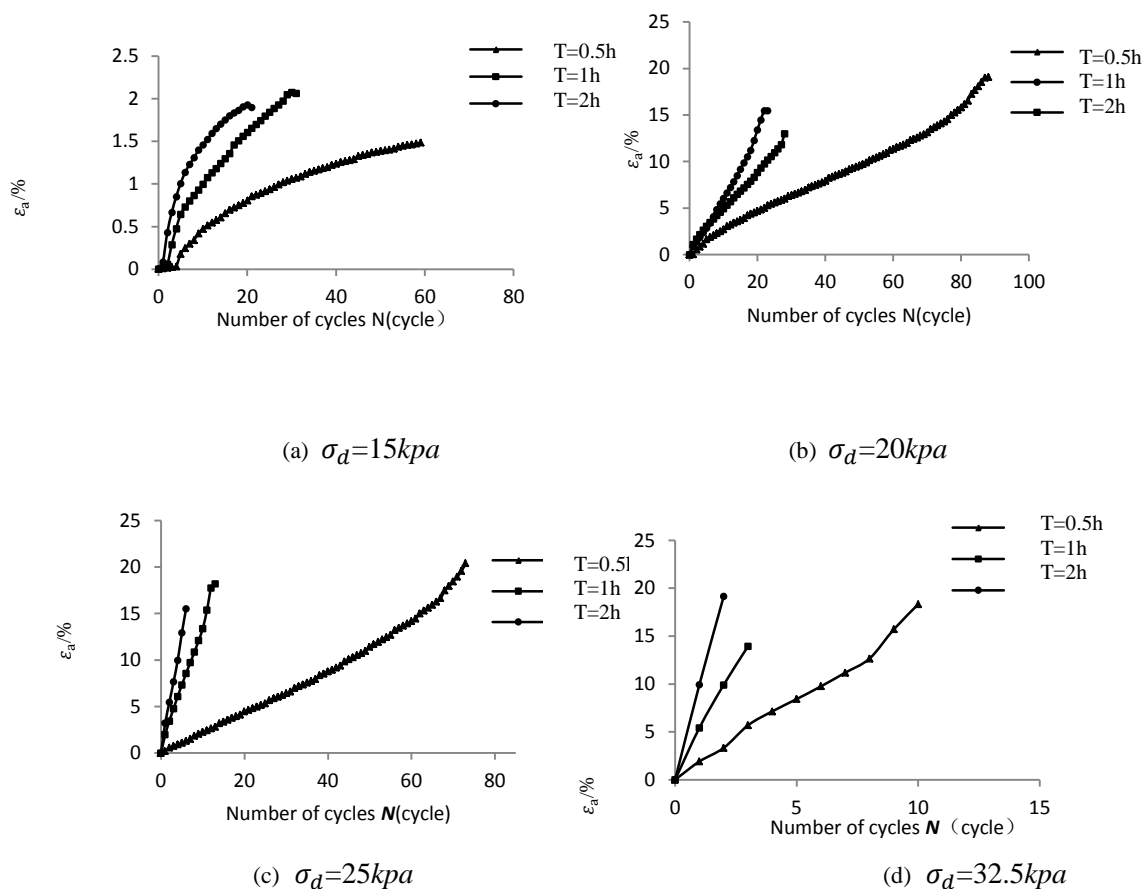 T=0.5h
T=1h
T=2h
2.5
2
1.5
1
0.5
0
εa/%
0 20 40 60 80
Number of cycles N(cycle）
(a) σd=15kpa
T=0.5h
T=1h
T=2h
25
20
15
10
5
0
εa/%
0 20 40 60 80 100
Number of cycles N(cycle)
(b) σd=20kpa
T=0.5h
T=1h
T=2h
25
20
15
10
5
0
εa/%
0 20 40 60 80
Number of cycles N(cycle)
(c) σd=25kpa
T=0.5h
T=1h
T=2h
25
20
15
10
5
0
εa/%
0 5 10 15
Number of cycles N（cycle）
(d) σd=32.5kpa